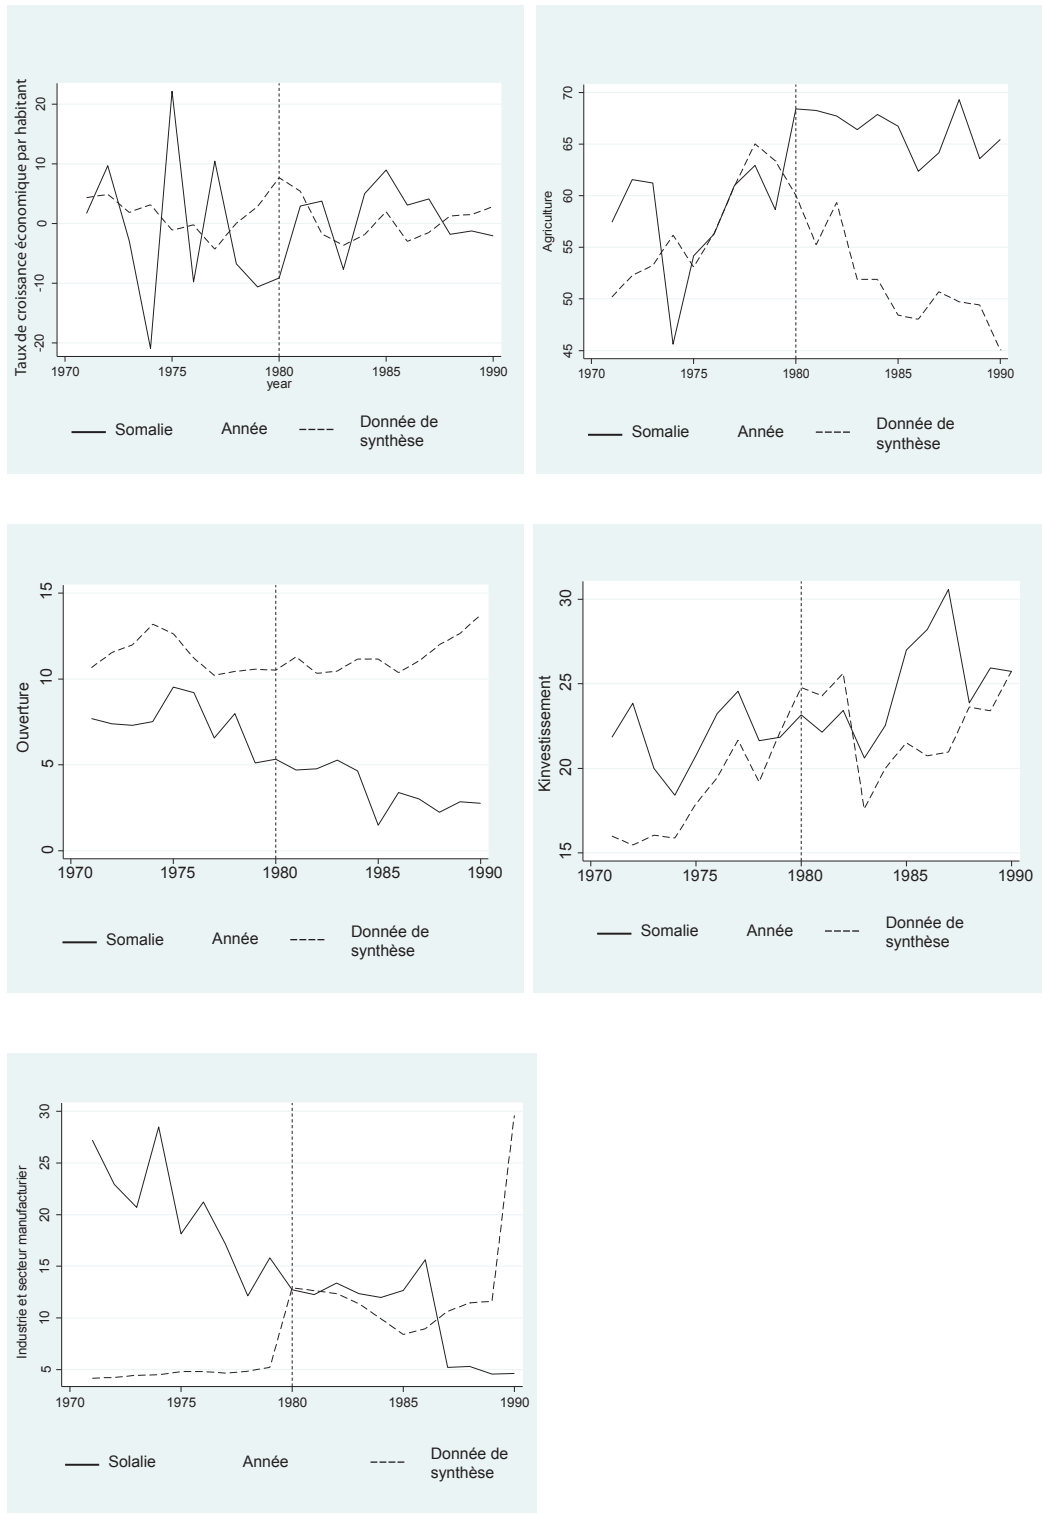 Taux de croissance économique par habitant
20
10
0
-10
-20
1970
1975
1980
1985
1990
year
Somalie
Année
Donnée de
synthèse
Agriculture
70
65
60
55
50
45
1970
1975
1980
1985
1990
Somalie
Année
Donnée de
synthèse
Ouverture
15
10
5
0
1970
1975
1980
1985
1990
Somalie
Année
Donnée de
synthèse
Kinvestissement
30
25
20
15
1970
1975
1980
1985
1990
Somalie
Année
Donnée de
synthèse
Industrie et secteur manufacturier
30
25
20
15
10
5
1970
1975
1980
1985
1990
Solalie
Année
Donnée de
synthèse